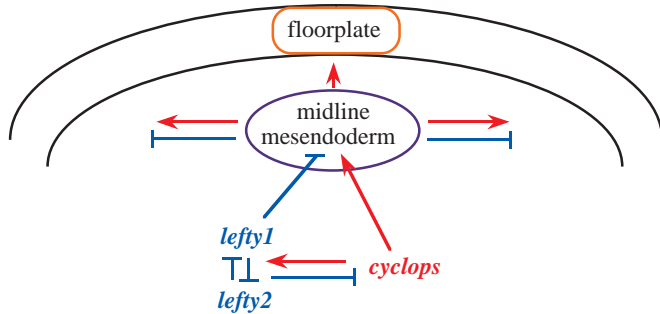 floorplate
midline
mesendoderm
lefty1
cyclops
lefty2